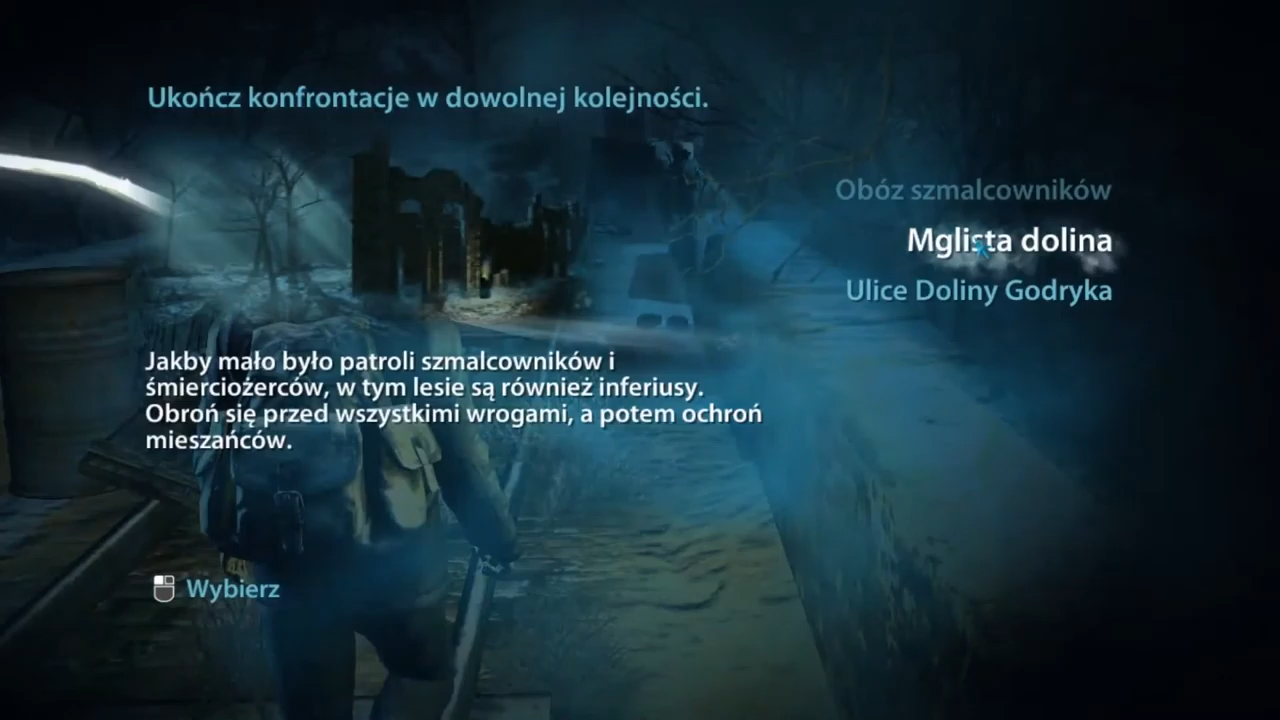 Ukończ konfrontacje w dowolnej kolejności.
Obóz szmalcowników
Mglista dolina
Ulice Doliny Godryka
Jakby mało było patroli szmalcowników i
śmierciożerców, w tym lesie są również inferiusy.
Obroń się przed wszystkimi wrogami, a potem ochroń
mieszańców.
Wybierz